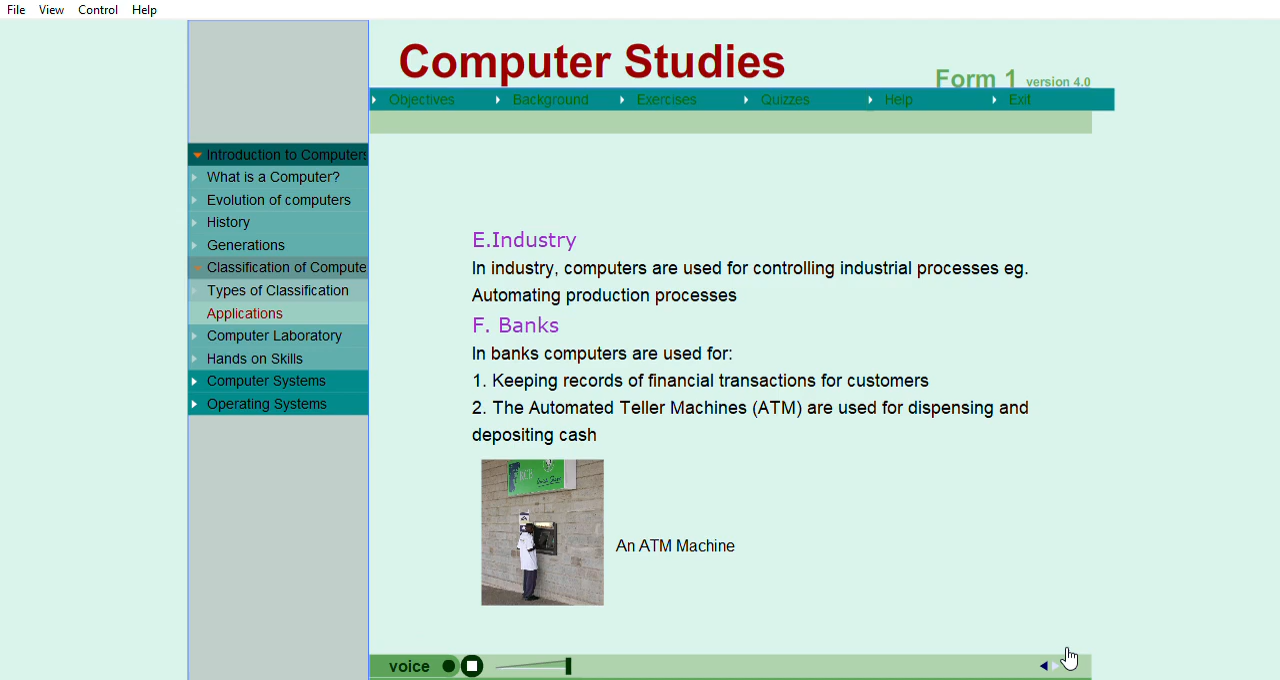 File View Control Help
Computer Studies
Form 1 version 4.0
Objectives Background Exercises Quizzes Help Exit
Introduction to Computers
What is a Computer?
Evolution of computers
History
Generations
Classification of Compute
Types of Classification
Applications
Computer Laboratory
Hands on Skills
Computer Systems
Operating Systems
E.Industry
In industry, computers are used for controlling industrial processes eg.
Automating production processes
F. Banks
In banks computers are used for:
1. Keeping records of financial transactions for customers
2. The Automated Teller Machines (ATM) are used for dispensing and
depositing cash
An ATM Machine
voice